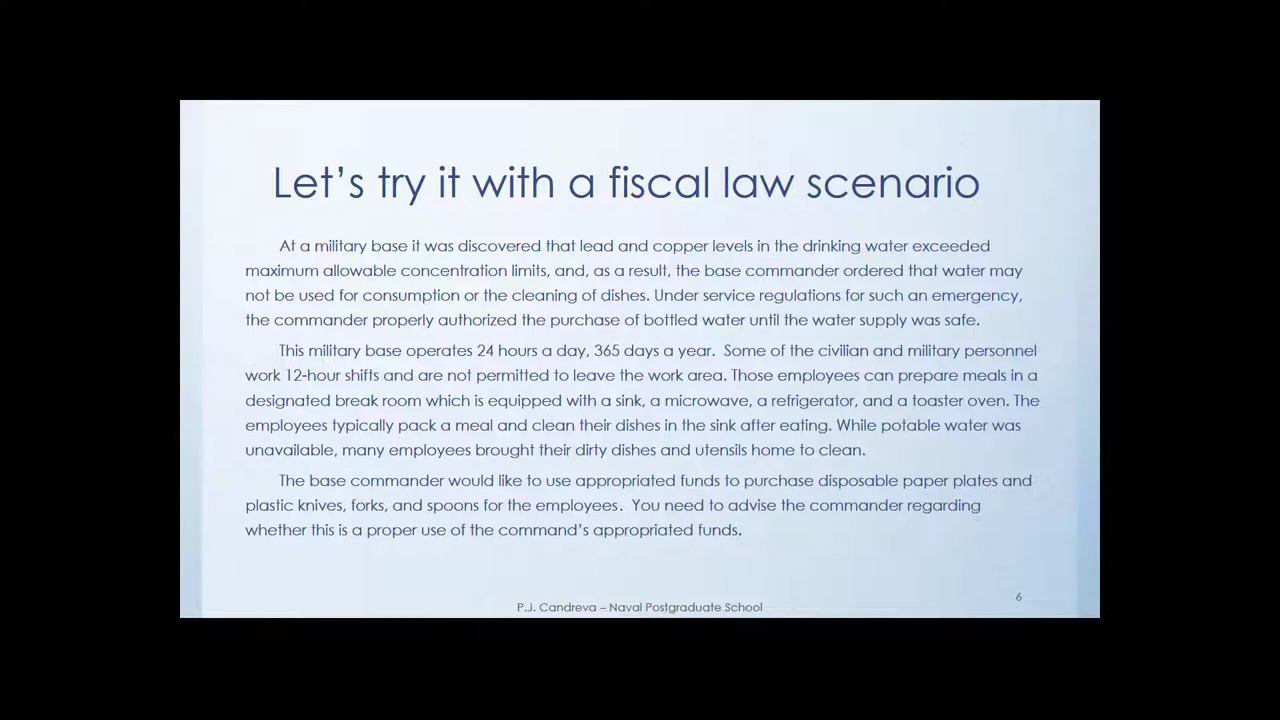 Let's try it with a fiscal law scenario
At a military base it was discovered that lead and copper levels in the drinking water exceeded
maximum allowable concentration limits, and, as a result, the base commander ordered that water may
not be used for consumption or the cleaning of dishes. Under service regulations for such an emergency,
the commander properly authorized the purchase of bottled water until the water supply was safe.
This military base operates 24 hours a day, 365 days a year. Some of the civilian and military personnel
work 12-hour shifts and are not permitted to leave the work area. Those employees can prepare meals in a
designated break room which is equipped with a sink, a microwave, a refrigerator, and a toaster oven. The
employees typically pack a meal and clean their dishes in the sink after eating. While potable water was
unavailable, many employees brought their dirty dishes and utensils home to clean.
The base commander would like to use appropriated funds to purchase disposable paper plates and
plastic knives, forks, and spoons for the employees. You need to advise the commander regarding
whether this is a proper use of the command's appropriated funds.
6
P.J. Candreva – Naval Postgraduate School